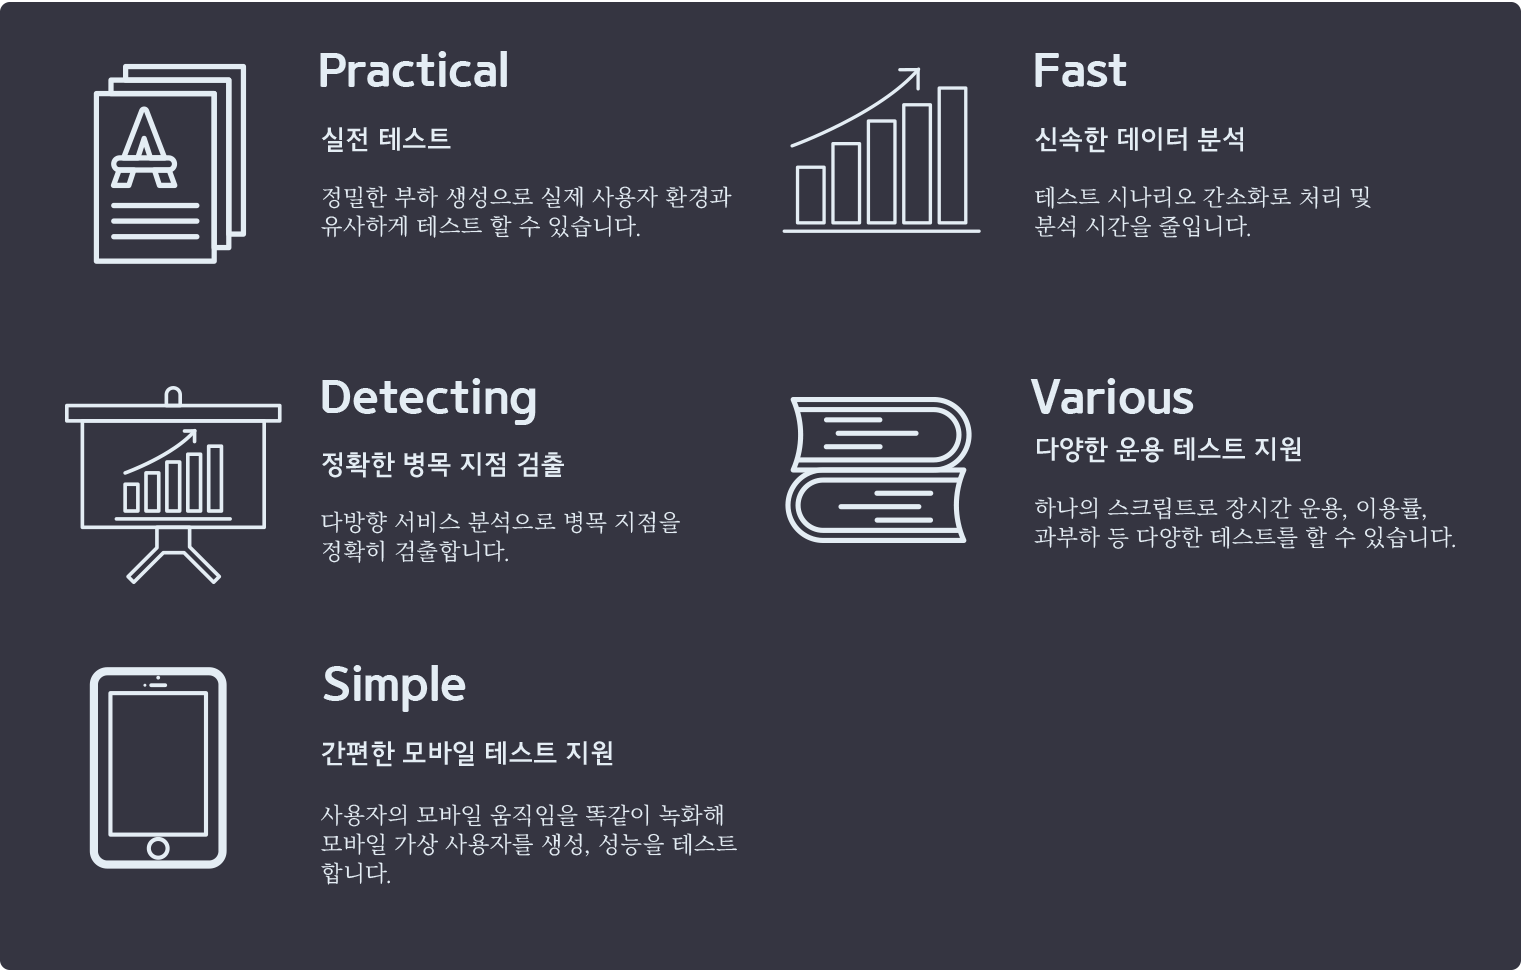 Practical
실전 테스트
정밀한 부하 생성으로 실제 사용자 환경과
유사하게 테스트 할 수 있습니다.
Fast
신속한 데이터 분석
테스트 시나리오 간소화로 처리 및
분석 시간을 줄입니다.
Detecting
정확한 병목 지점 검출
다방향 서비스 분석으로 병목 지점을
정확히 검출합니다.
Various
다양한 운용 테스트 지원
하나의 스크립트로 장시간 운용, 이용률,
과부하 등 다양한 테스트를 할 수 있습니다.
Simple
간편한 모바일 테스트 지원
사용자의 모바일 움직임을 똑같이 녹화해
모바일 가상 사용자를 생성, 성능을 테스트
합니다.